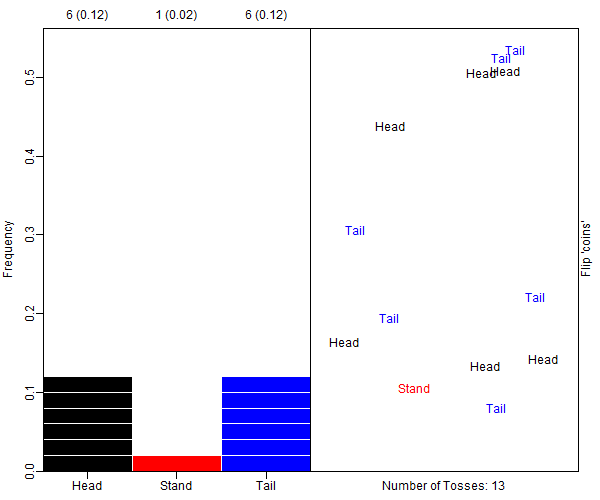 6 (0.12) 1 (0.02) 6 (0.12)
Frequency
0.5
0.4
0.3
0.2
0.1
0.0
Head Stand Tail
Tail
Tail
Head Head
Head
Tail
Tail
Tail
Head
Head
Head
Stand
Tail
Flip 'coins'
Number of Tosses: 13